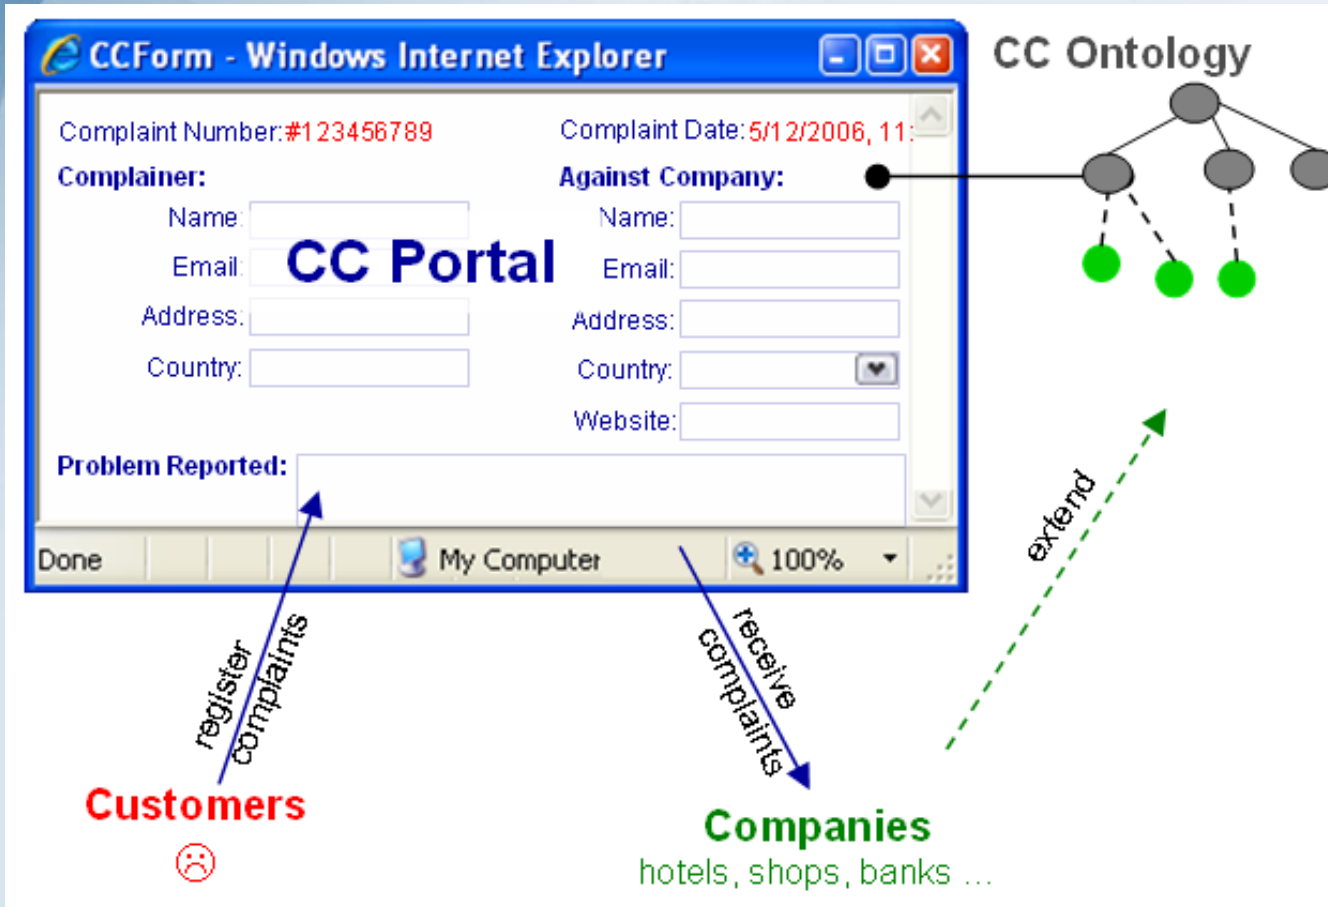 CCForm - Windows Internet Explorer
CC Ontology
Complaint Number:#123456789
Complaint Date:5/12/2006, 11:
Complainer:
Against Company:
Name:
Name:
CC Portal
Email:
Email:
Address:
Address:
Country:
Country:
Website:
Problem Reported:
Done
My Computer
100%
extend
register
complaints
receive
complaints
Customers
Companies
hotels, shops, banks ...